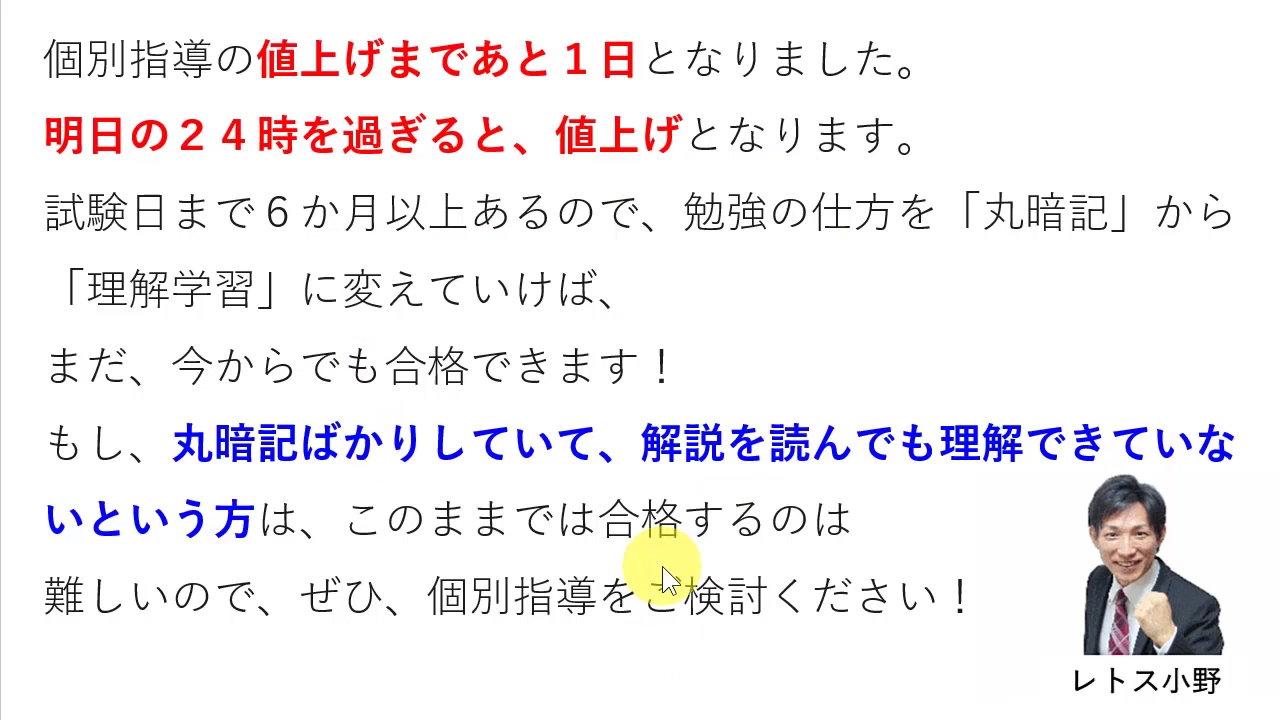 個別指導の値上げまであと１日となりました。
明日の２４時を過ぎると、値上げとなります。
試験日まで６か月以上あるので、勉強の仕方を「丸暗記」から
「理解学習」に変えていけば、
まだ、今からでも合格できます！
もし、丸暗記ばかりしていて、解説を読んでも理解できていな
いという方は、このままでは合格するのは
難しいので、ぜひ、個別指導をご検討ください！
レトス小野